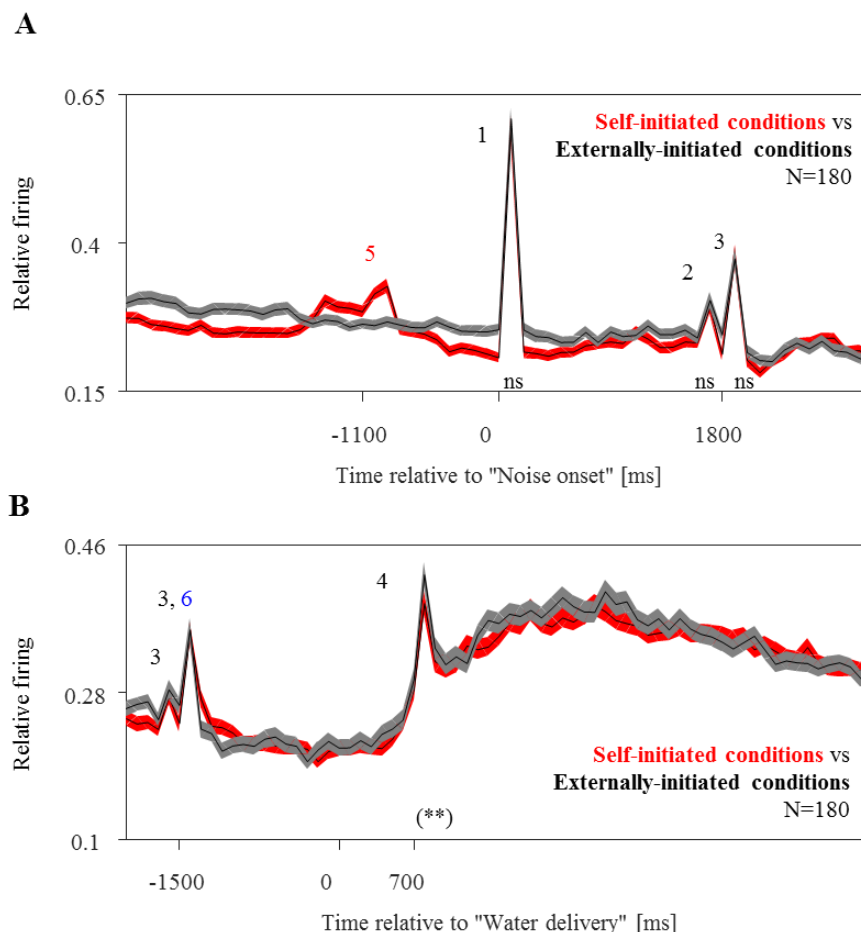 A
0.65
Self-initiated conditions vs
Externally-initiated conditions
N=180
1
Relative firing
0.4
5
3
2
0.15
ns
ns
ns
-1100
0
1800
Time relative to "Noise onset" [ms]
B
0.46
4
3, 6
3
Relative firing
0.28
Self-initiated conditions vs
Externally-initiated conditions
N=180
(**)
0.1
-1500
0
700
Time relative to "Water delivery" [ms]